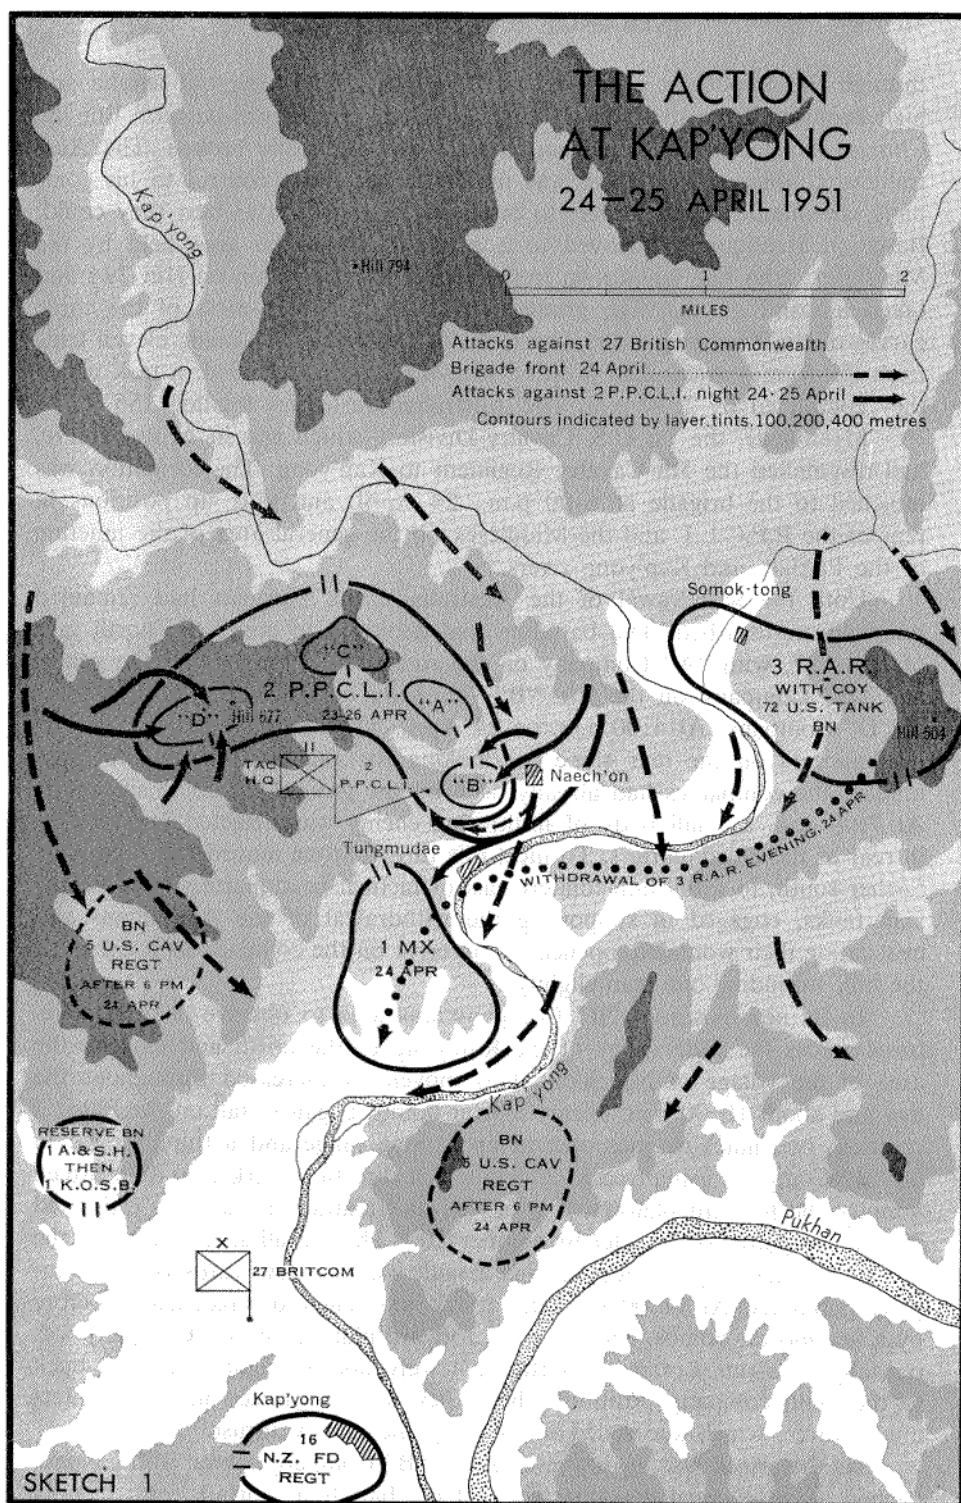 THE ACTION
AT KAP'YONG
24–25 APRIL 1951
Kap'yong
Hill 794
0 1 2
MILES
Attacks against 27 British Commonwealth
Brigade front 24 April
Attacks against 2 P.P.C.L.I. night 24-25 April
Contours indicated by layer tints, 100, 200, 400 metres
Somok-tong
3 R.A.R.
WITH COY
72 U.S. TANK
BN
Hill 504
"C"
2 P.P.C.L.I.
23-26 APR
"A"
"D"
Hill 677
TAC
H.Q
2
P.P.C.L.I.
"B"
Naech'on
Tungmudae
WITHDRAWAL OF 3 R.A.R. EVENING, 24 APR
1 MX
24 APR
BN
5 U.S. CAV
REGT
AFTER 6 PM
24 APR
Kap'yong
BN
5 U.S. CAV
REGT
AFTER 6 PM
24 APR
RESERVE BN
1 A.& S.H.
THEN
1 K.O.S.B.
Pukhan
X
27 BRITCOM
Kap'yong
16
N.Z. FD
REGT
SKETCH 1